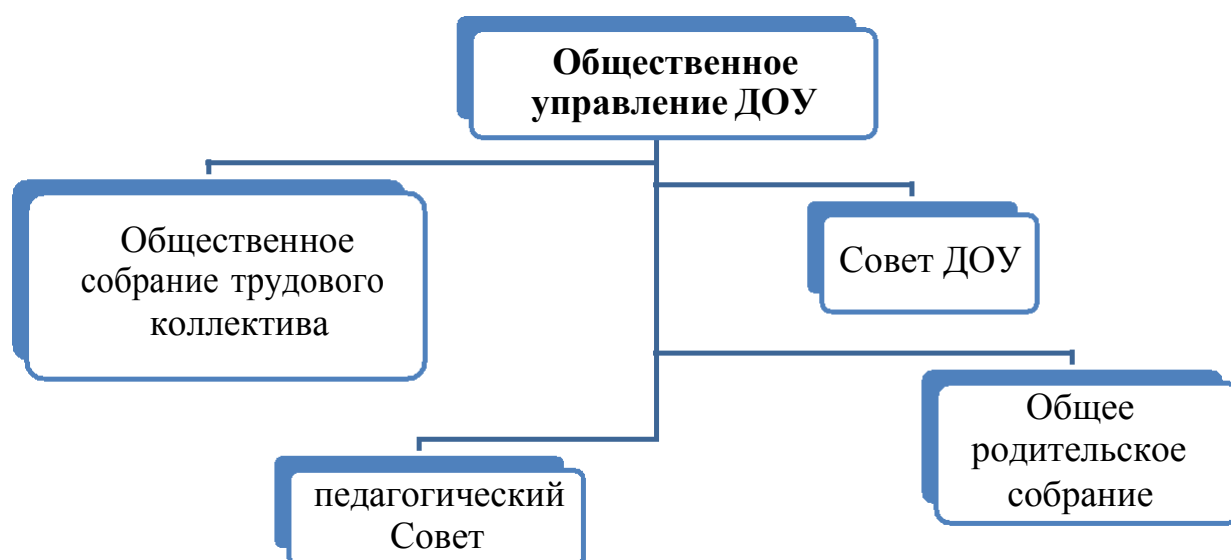 Общественное
управление ДОУ
Общественное
собрание трудового
коллектива
Совет ДОУ
Общее
родительское
собрание
педагогический
Совет